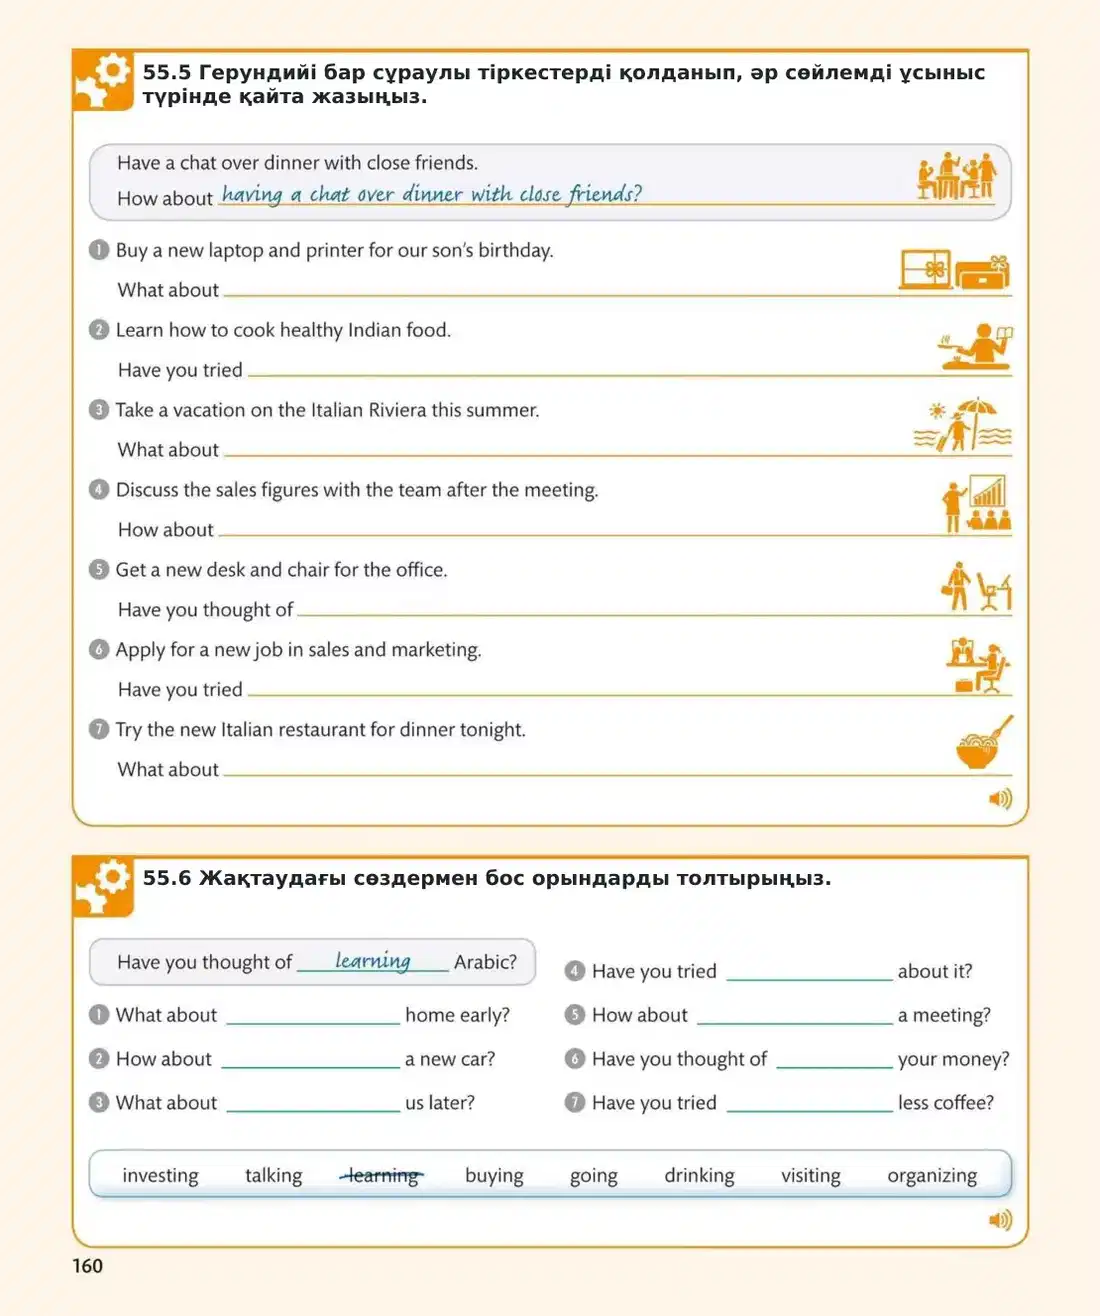 55.5 Герундийі бар сұраулы тіркестерді қолданып, әр сөйлемді ұсыныс
түрінде қайта жазыңыз.
Have a chat over dinner with close friends.
How about having a chat over dinner with close friends?
1 Buy a new laptop and printer for our son's birthday.
What about
2 Learn how to cook healthy Indian food.
Have you tried
3 Take a vacation on the Italian Riviera this summer.
What about
4 Discuss the sales figures with the team after the meeting.
How about
5 Get a new desk and chair for the office.
Have you thought of
6 Apply for a new job in sales and marketing.
Have you tried
7 Try the new Italian restaurant for dinner tonight.
What about
55.6 Жақтаудағы сөздермен бос орындарды толтырыңыз.
Have you thought of learning Arabic?
1 What about home early?
2 How about a new car?
3 What about us later?
4 Have you tried about it?
5 How about a meeting?
6 Have you thought of your money?
7 Have you tried less coffee?
investing talking learning buying going drinking visiting organizing
160